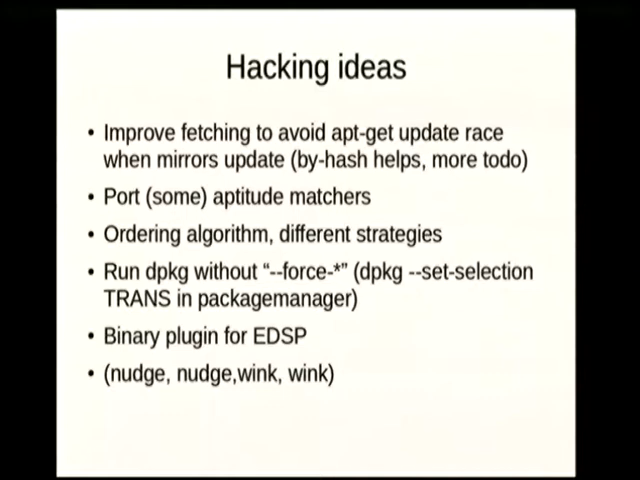 Hacking ideas
• Improve fetching to avoid apt-get update race
when mirrors update (by-hash helps, more todo)
• Port (some) aptitude matchers
• Ordering algorithm, different strategies
• Run dpkg without “--force-*” (dpkg --set-selection
TRANS in packagemanager)
• Binary plugin for EDSP
• (nudge, nudge,wink, wink)